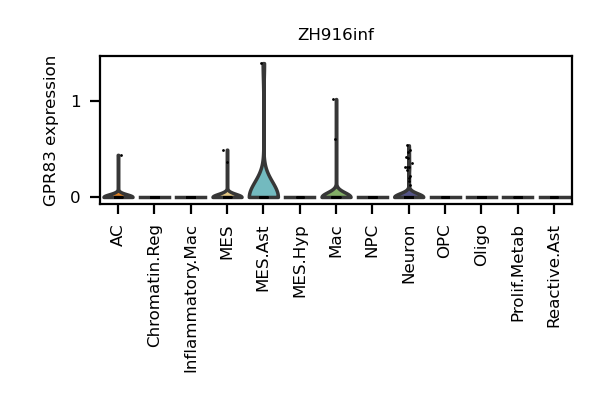 ZH916inf
GPR83 expression
1
0
AC
Chromatin.Reg
Inflammatory.Mac
MES
MES.Ast
MES.Hyp
Mac
NPC
Neuron
OPC
Oligo
Prolif.Metab
Reactive.Ast